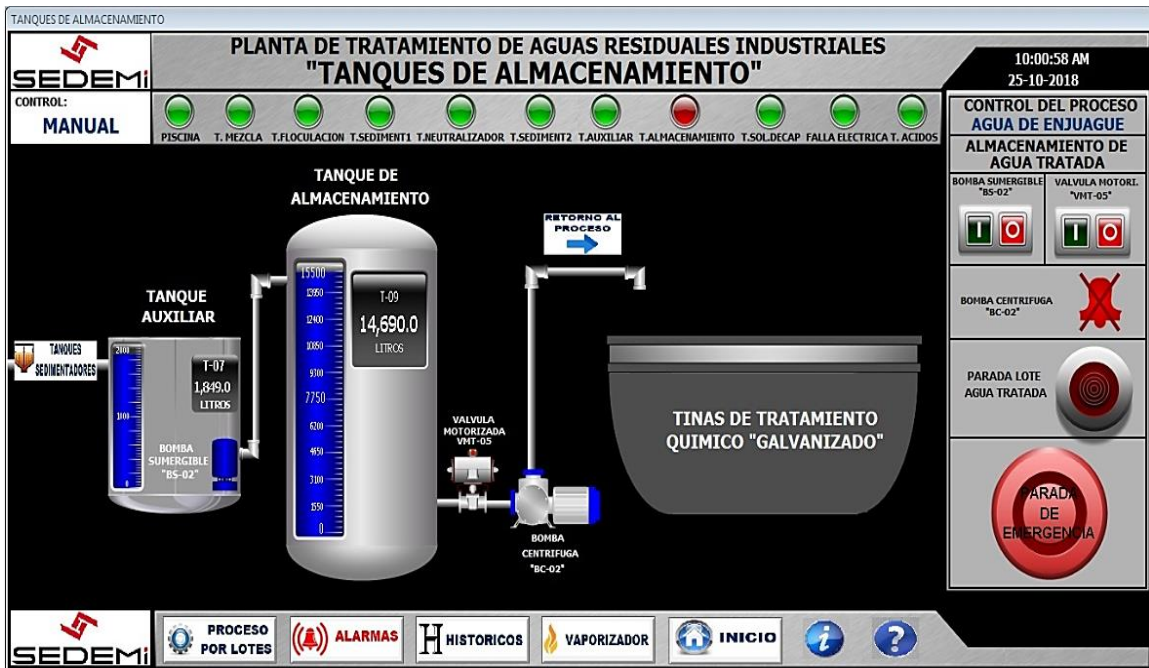 TANQUES DE ALMACENAMIENTO
SEDEMi
PLANTA DE TRATAMIENTO DE AGUAS RESIDUALES INDUSTRIALES
"TANQUES DE ALMACENAMIENTO"
10:00:58 AM
25-10-2018
CONTROL:
MANUAL
PISCINA T. MEZCLA T.FLOCULACION T.SEDIMENT1 T.NEUTRALIZADOR T.SEDIMENT2 T.AUXILIAR T.ALMACENAMIENTO T.SOL.DECAP FALLA ELECTRICA T. ACIDOS
CONTROL DEL PROCESO
AGUA DE ENJUAGUE
ALMACENAMIENTO DE
AGUA TRATADA
BOMBA SUMERGIBLE
"BS-02"
VALVULA MOTORI.
"VMT-05"
I O
I O
BOMBA CENTRIFUGA
"BC-02"
PARADA LOTE
AGUA TRATADA
PARADA
DE
EMERGENCIA
TANQUES
SEDIMENTADORES
TANQUE
AUXILIAR
2000
1000
0
T-07
1,849.0
LITROS
BOMBA
SUMERGIBLE
"BS-02"
TANQUE DE
ALMACENAMIENTO
15500
13950
12400
10850
9300
7750
6200
4650
3100
1550
0
T-09
14,690.0
LITROS
VALVULA
MOTORIZADA
VMT-05
BOMBA
CENTRIFUGA
"BC-02"
RETORNO AL
PROCESO
TINAS DE TRATAMIENTO
QUIMICO "GALVANIZADO"
SEDEMi
PROCESO
POR LOTES
ALARMAS
H HISTORICOS
VAPORIZADOR
INICIO
i
?